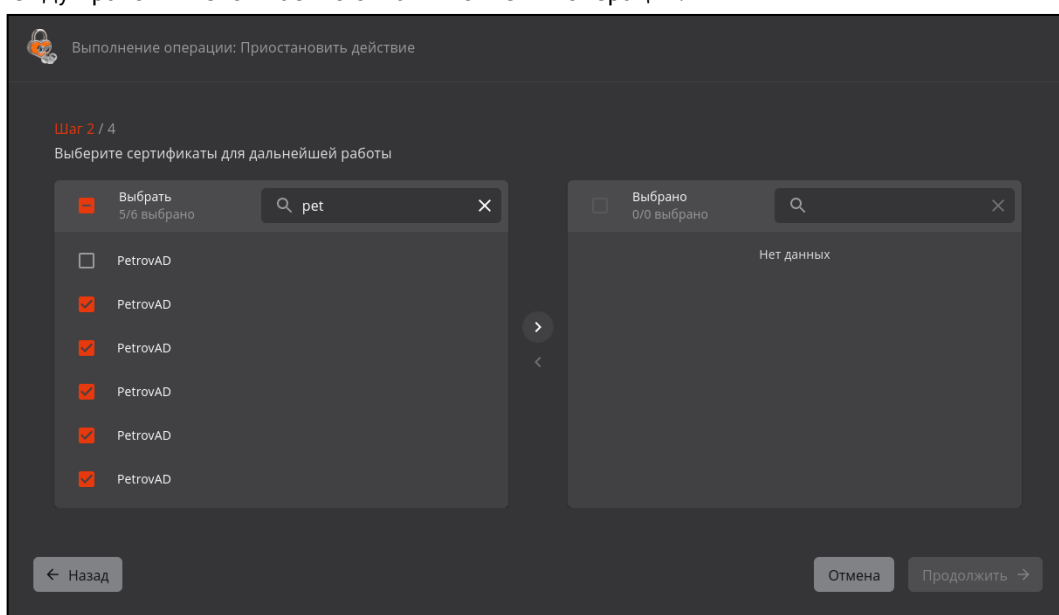 Выполнение операции: Приостановить действие
Шаг 2 / 4
Выберите сертификаты для дальнейшей работы
Выбрать
5/6 выбрано
pet
PetrovAD
PetrovAD
PetrovAD
PetrovAD
PetrovAD
PetrovAD
Выбрано
0/0 выбрано
Нет данных
Назад
Отмена
Продолжить